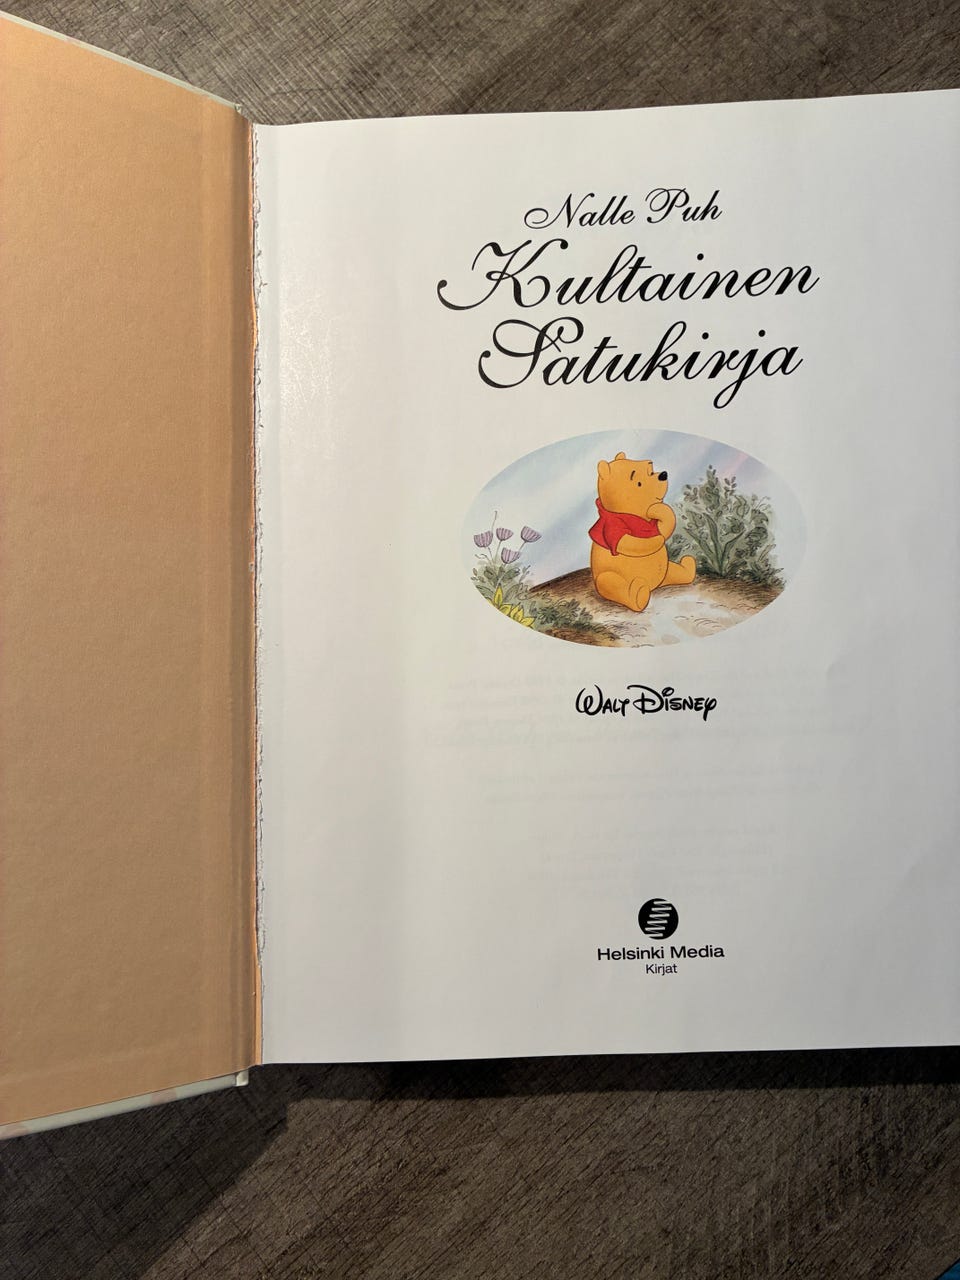 Nalle Puh
Kultainen
Satukirja
Walt Disney
Helsinki Media
Kirjat